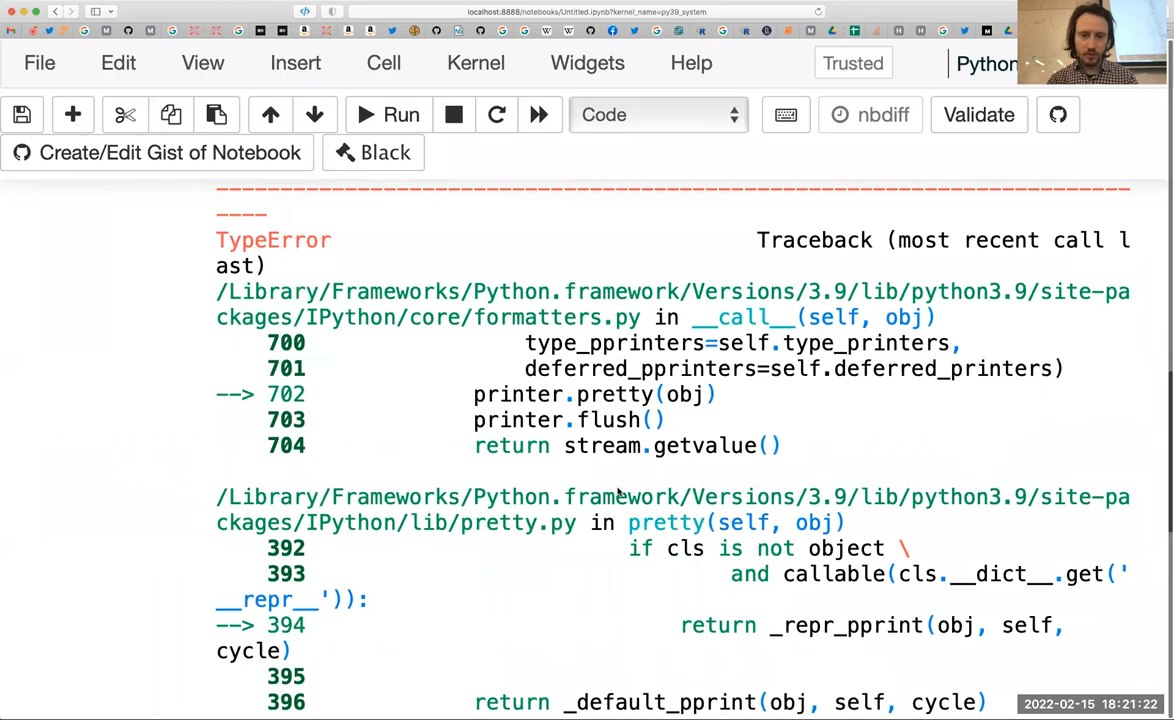 localhost:8888/notebooks/Untitled.ipynb?kernel_name=py39_system
File Edit View Insert Cell Kernel Widgets Help Trusted Python
Run Code nbdiff Validate
Create/Edit Gist of Notebook Black
---------------------------------------------------------------------------
TypeError Traceback (most recent call l
ast)
/Library/Frameworks/Python.framework/Versions/3.9/lib/python3.9/site-pa
ckages/IPython/core/formatters.py in __call__(self, obj)
700 type_pprinters=self.type_printers,
701 deferred_pprinters=self.deferred_printers)
--> 702 printer.pretty(obj)
703 printer.flush()
704 return stream.getvalue()
/Library/Frameworks/Python.framework/Versions/3.9/lib/python3.9/site-pa
ckages/IPython/lib/pretty.py in pretty(self, obj)
392 if cls is not object \
393 and callable(cls.__dict__.get('
__repr__')):
--> 394 return _repr_pprint(obj, self,
cycle)
395
396 return _default_pprint(obj, self, cycle)
2022-02-15 18:21:22